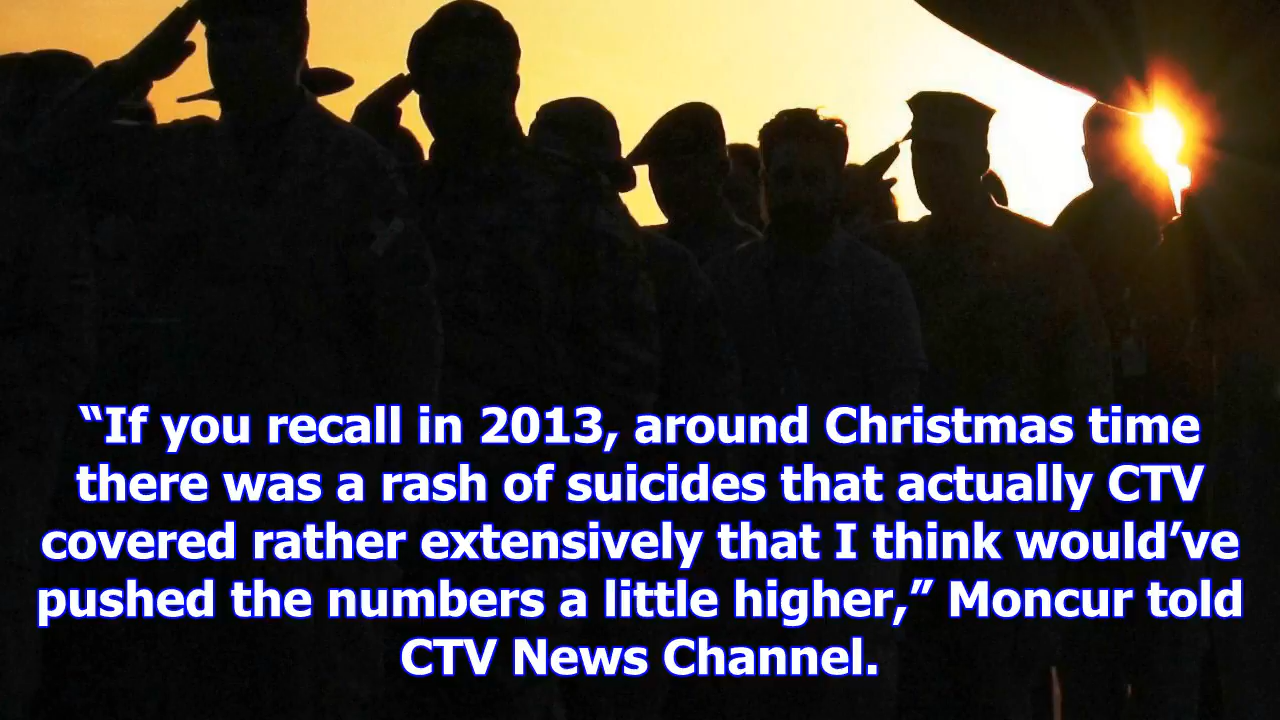 “If you recall in 2013, around Christmas time
there was a rash of suicides that actually CTV
covered rather extensively that I think would’ve
pushed the numbers a little higher,” Moncur told
CTV News Channel.